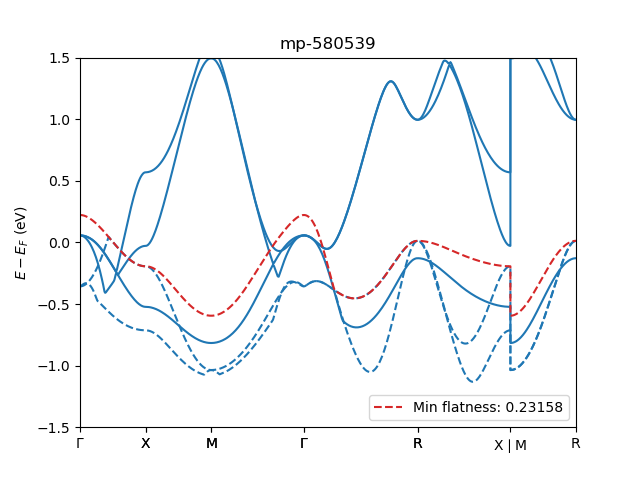 mp-580539
E − E_F (eV)
1.5
1.0
0.5
0.0
−0.5
−1.0
−1.5
Min flatness: 0.23158
Γ X M Γ R X | M R